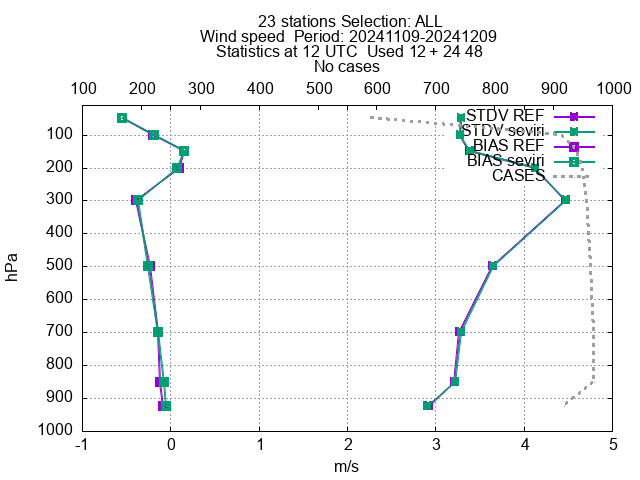 23 stations Selection: ALL
Wind speed  Period: 20241109-20241209
Statistics at 12 UTC  Used 12 + 24 48
No cases
100 200 300 400 500 600 700 800 900 1000
STDV REF
STDV seviri
BIAS REF
BIAS seviri
CASES
100
200
300
400
500
600
700
800
900
1000
hPa
-1 0 1 2 3 4 5
m/s